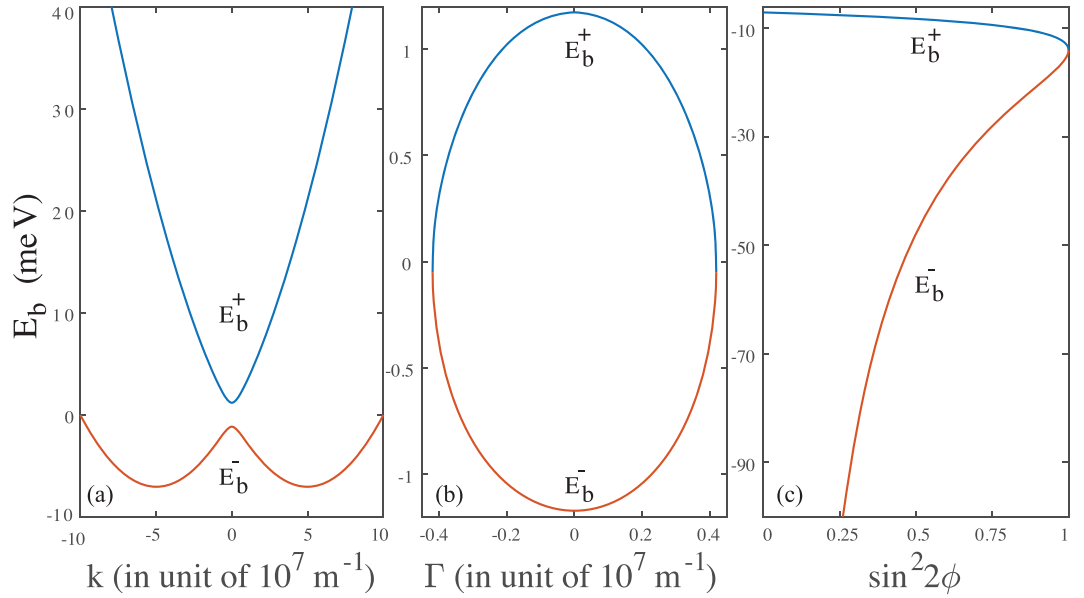 E_b (meV)
40
30
20
10
0
-10
E_b^+
E_b^-
(a)
-10 -5 0 5 10
k (in unit of 10^7 m^-1)
1
0.5
0
-0.5
-1
E_b^+
E_b^-
(b)
-0.4 -0.2 0 0.2 0.4
Γ (in unit of 10^7 m^-1)
-10
-30
-50
-70
-90
E_b^+
E_b^-
(c)
0 0.25 0.5 0.75 1
sin^2 2ϕ